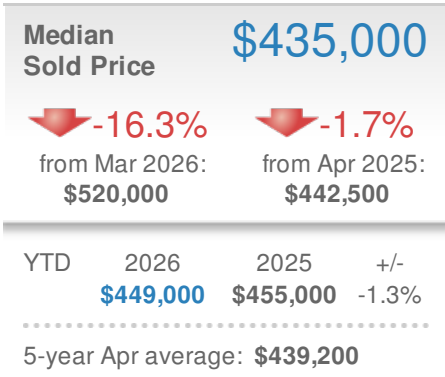 Median
Sold Price
$435,000
-16.3% -1.7%
from Mar 2026: from Apr 2025:
$520,000 $442,500
YTD 2026 2025 +/-
$449,000 $455,000 -1.3%
5-year Apr average: $439,200